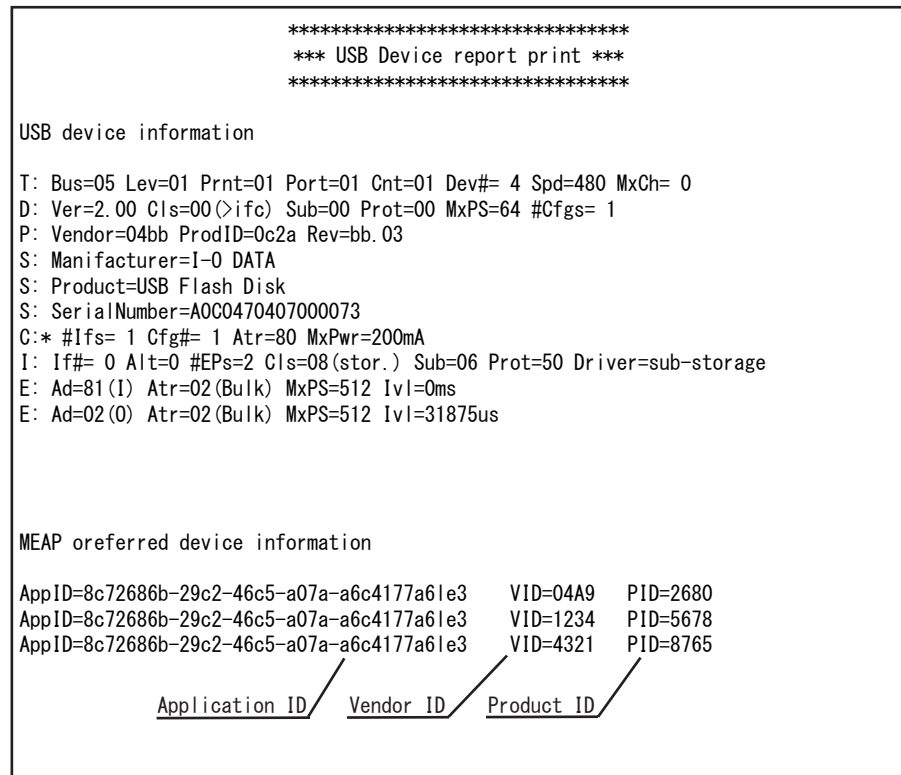 ********************************
*** USB Device report print ***
********************************
USB device information
T: Bus=05 Lev=01 Prnt=01 Port=01 Cnt=01 Dev#= 4 Spd=480 MxCh= 0
D: Ver=2.00 Cls=00(>ifc) Sub=00 Prot=00 MxPS=64 #Cfgs= 1
P: Vendor=04bb ProdID=0c2a Rev=bb.03
S: Manifacturer=I-O DATA
S: Product=USB Flash Disk
S: SerialNumber=A0C0470407000073
C:* #Ifs= 1 Cfg#= 1 Atr=80 MxPwr=200mA
I: If#= 0 Alt=0 #EPs=2 Cls=08(stor.) Sub=06 Prot=50 Driver=sub-storage
E: Ad=81(I) Atr=02(Bulk) MxPS=512 Ivl=0ms
E: Ad=02(O) Atr=02(Bulk) MxPS=512 Ivl=31875us
MEAP oreferred device information
AppID=8c72686b-29c2-46c5-a07a-a6c4177a6le3 VID=04A9 PID=2680
AppID=8c72686b-29c2-46c5-a07a-a6c4177a6le3 VID=1234 PID=5678
AppID=8c72686b-29c2-46c5-a07a-a6c4177a6le3 VID=4321 PID=8765
Application ID Vendor ID Product ID